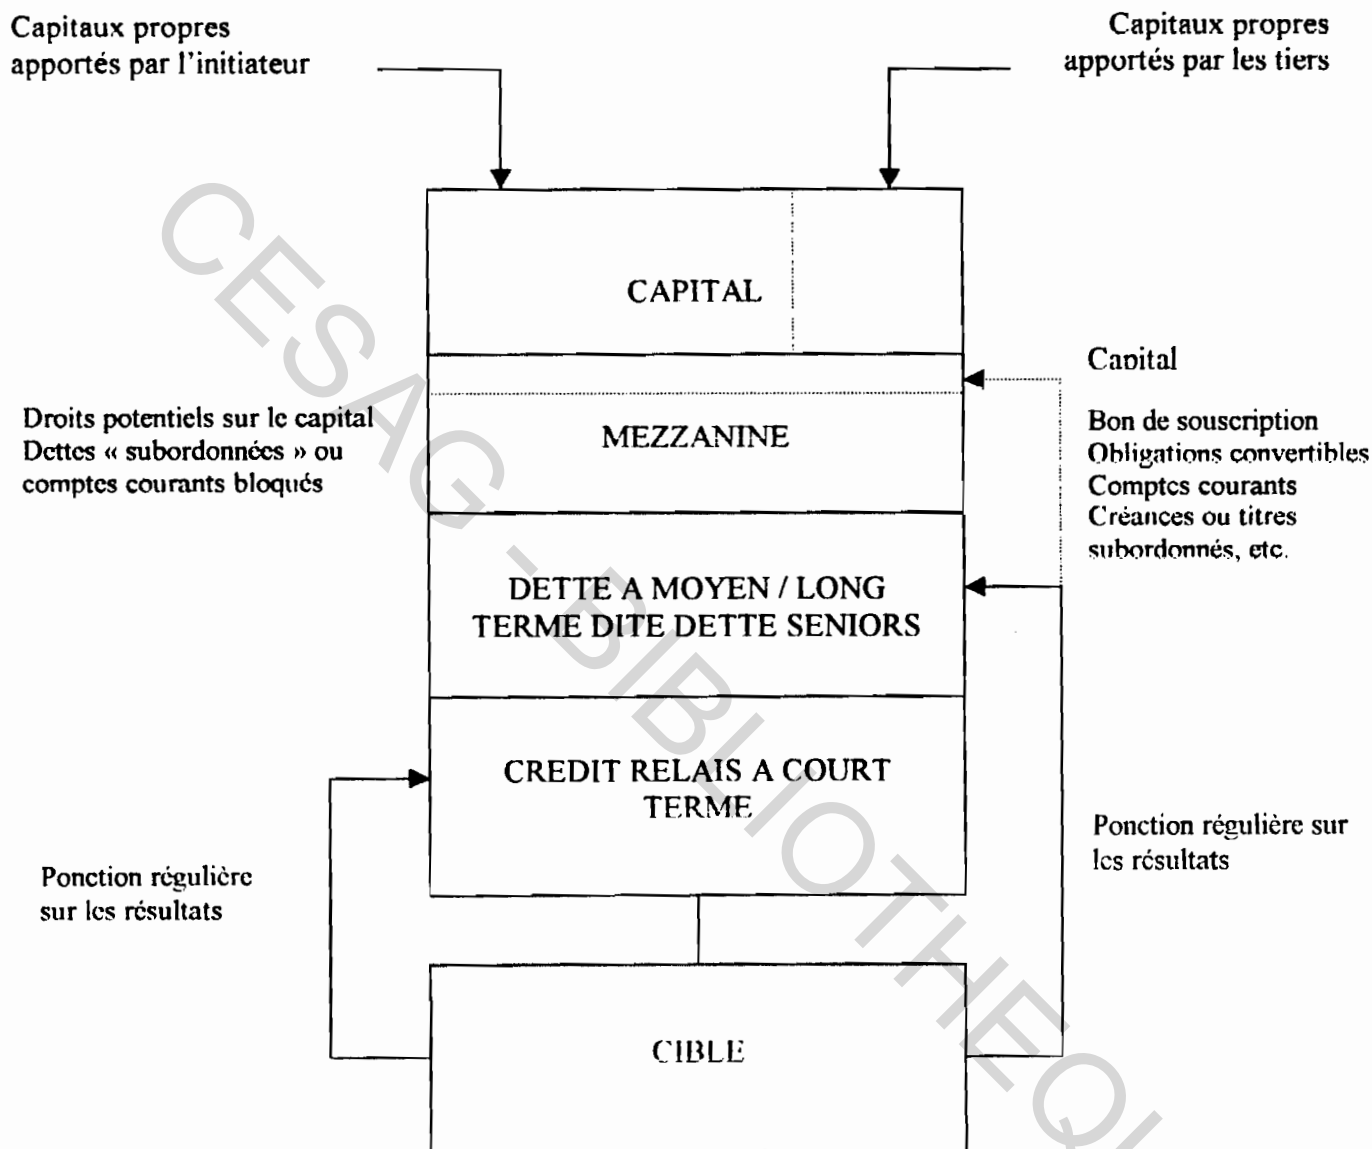 Capitaux propres
apportés par l'initiateur
Capitaux propres
apportés par les tiers
CAPITAL
Capital
Droits potentiels sur le capital
Dettes « subordonnées » ou
comptes courants bloqués
MEZZANINE
Bon de souscription
Obligations convertibles
Comptes courants
Créances ou titres
subordonnés, etc.
DETTE A MOYEN / LONG
TERME DITE DETTE SENIORS
CREDIT RELAIS A COURT
TERME
Ponction régulière
sur les résultats
Ponction régulière sur
les résultats
CIBLE
CESAG - BIBLIOTHEQU